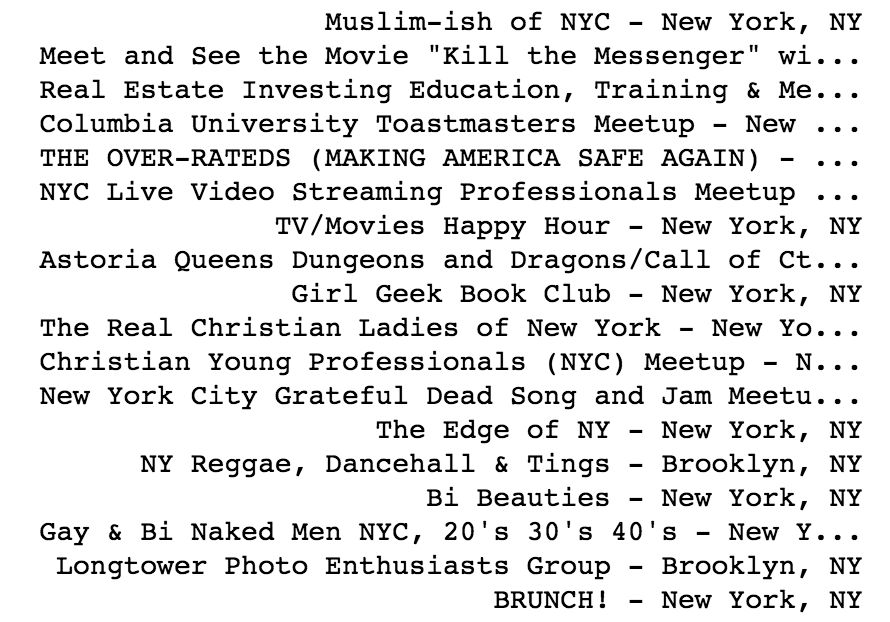 Muslim-ish of NYC - New York, NY
Meet and See the Movie "Kill the Messenger" wi...
Real Estate Investing Education, Training & Me...
Columbia University Toastmasters Meetup - New ...
THE OVER-RATEDS (MAKING AMERICA SAFE AGAIN) - ...
NYC Live Video Streaming Professionals Meetup ...
TV/Movies Happy Hour - New York, NY
Astoria Queens Dungeons and Dragons/Call of Ct...
Girl Geek Book Club - New York, NY
The Real Christian Ladies of New York - New Yo...
Christian Young Professionals (NYC) Meetup - N...
New York City Grateful Dead Song and Jam Meetu...
The Edge of NY - New York, NY
NY Reggae, Dancehall & Tings - Brooklyn, NY
Bi Beauties - New York, NY
Gay & Bi Naked Men NYC, 20's 30's 40's - New Y...
Longtower Photo Enthusiasts Group - Brooklyn, NY
BRUNCH! - New York, NY